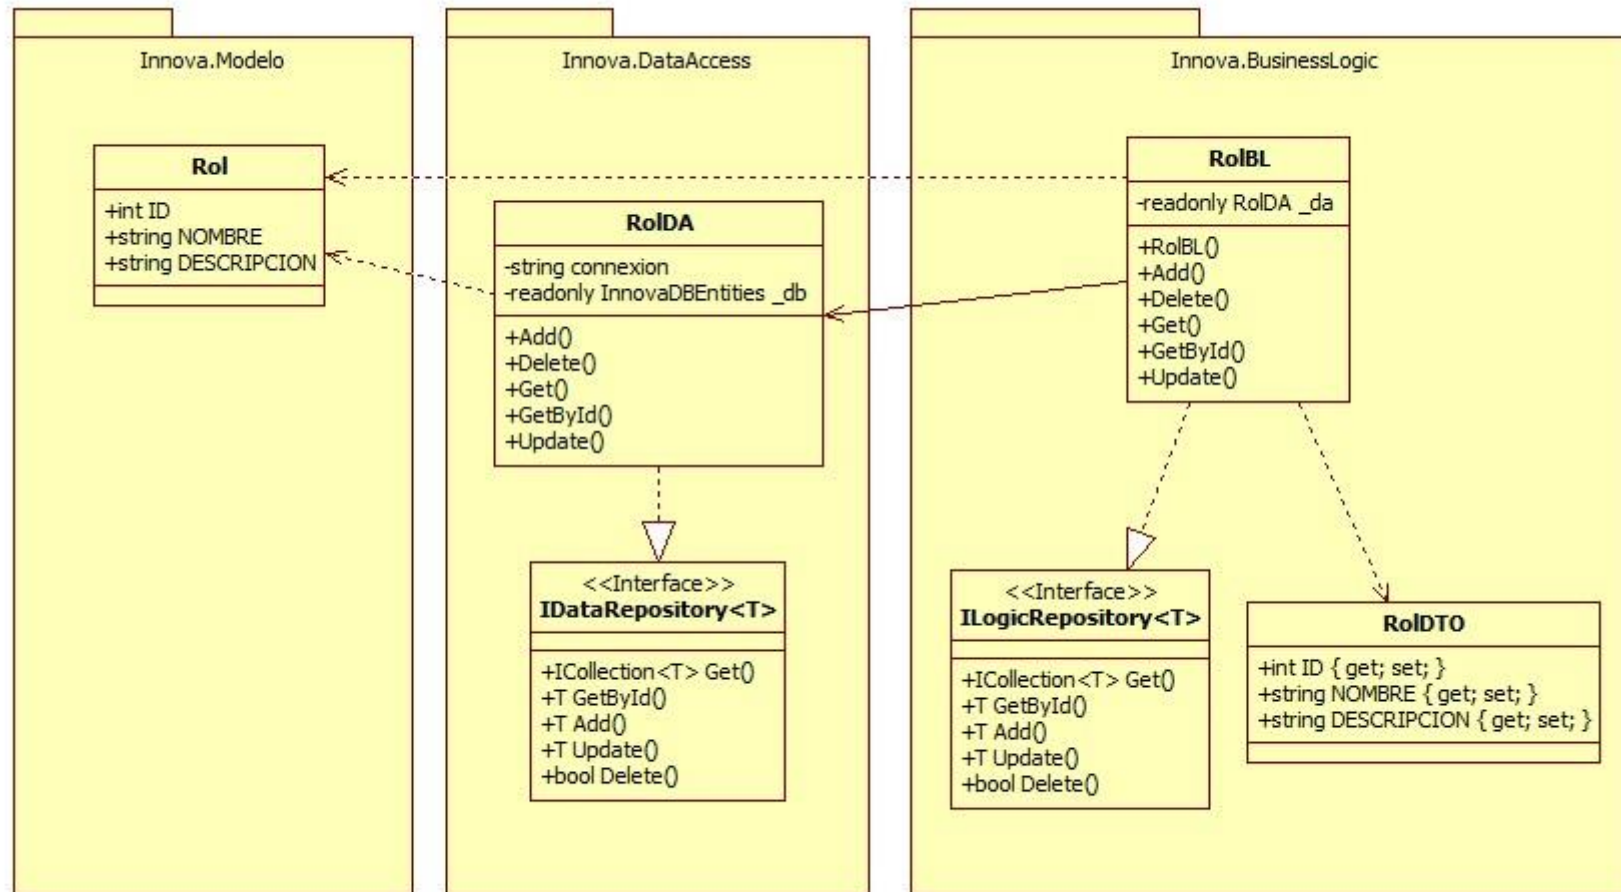 Innova.Modelo
Rol
+int ID
+string NOMBRE
+string DESCRIPCION
Innova.DataAccess
RolDA
-string connexion
-readonly InnovaDBEntities _db
+Add()
+Delete()
+Get()
+GetById()
+Update()
<<Interface>>
IDataRepository<T>
+ICollection<T> Get()
+T GetById()
+T Add()
+T Update()
+bool Delete()
Innova.BusinessLogic
RolBL
-readonly RolDA _da
+RolBL()
+Add()
+Delete()
+Get()
+GetById()
+Update()
<<Interface>>
ILogicRepository<T>
+ICollection<T> Get()
+T GetById()
+T Add()
+T Update()
+bool Delete()
RolDTO
+int ID { get; set; }
+string NOMBRE { get; set; }
+string DESCRIPCION { get; set; }